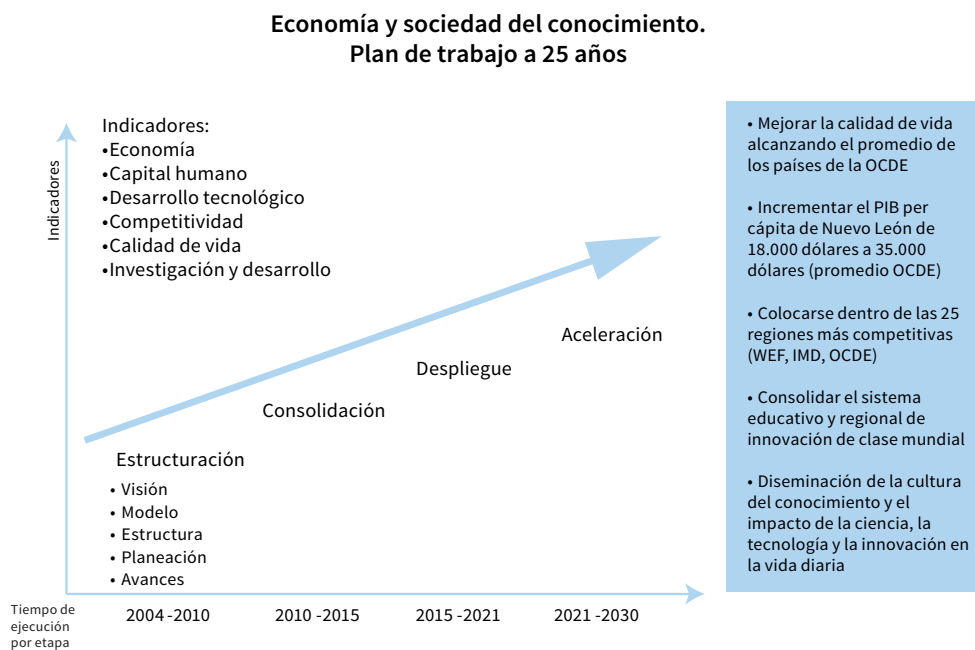 Economía y sociedad del conocimiento.
Plan de trabajo a 25 años
Indicadores
Indicadores:
•Economía
•Capital humano
•Desarrollo tecnológico
•Competitividad
•Calidad de vida
•Investigación y desarrollo
Aceleración
Despliegue
Consolidación
Estructuración
• Visión
• Modelo
• Estructura
• Planeación
• Avances
Tiempo de
ejecución
por etapa
2004 -2010
2010 -2015
2015 -2021
2021 -2030
• Mejorar la calidad de vida
alcanzando el promedio de
los países de la OCDE
• Incrementar el PIB per
cápita de Nuevo León de
18.000 dólares a 35.000
dólares (promedio OCDE)
• Colocarse dentro de las 25
regiones más competitivas
(WEF, IMD, OCDE)
• Consolidar el sistema
educativo y regional de
innovación de clase mundial
• Diseminación de la cultura
del conocimiento y el
impacto de la ciencia, la
tecnología y la innovación en
la vida diaria